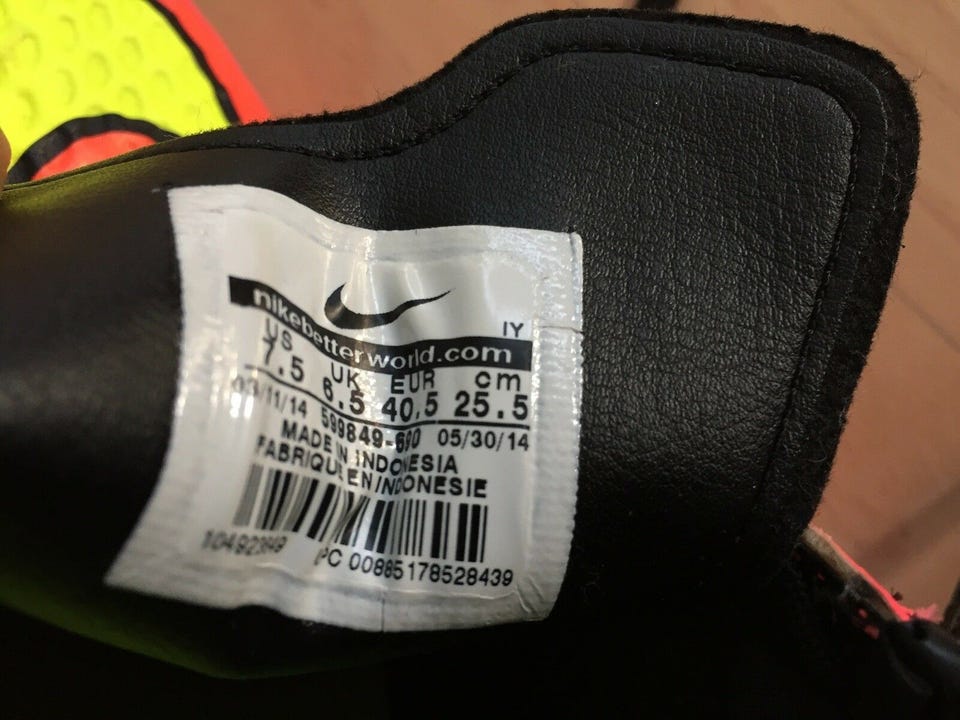 IY
nikebetterworld.com
US UK EUR cm
7.5 6.5 40.5 25.5
03/11/14 599849-690 05/30/14
MADE IN INDONESIA
FABRIQUE EN INDONESIE
UPC 00885178528439